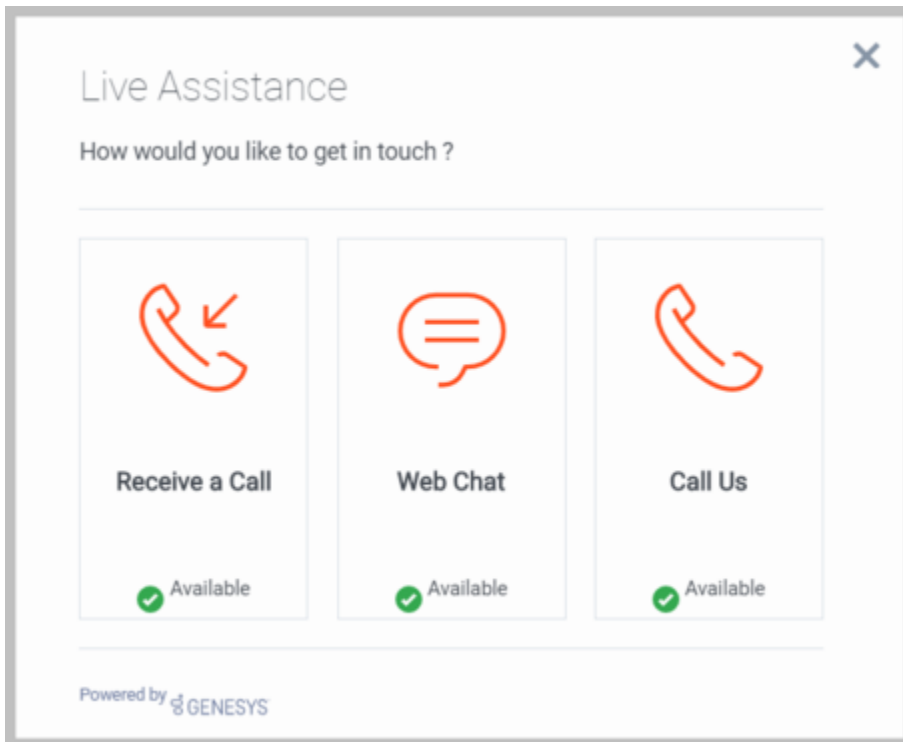 Live Assistance
How would you like to get in touch ?
Receive a Call
Web Chat
Call Us
Available
Available
Available
Powered by GENESYS